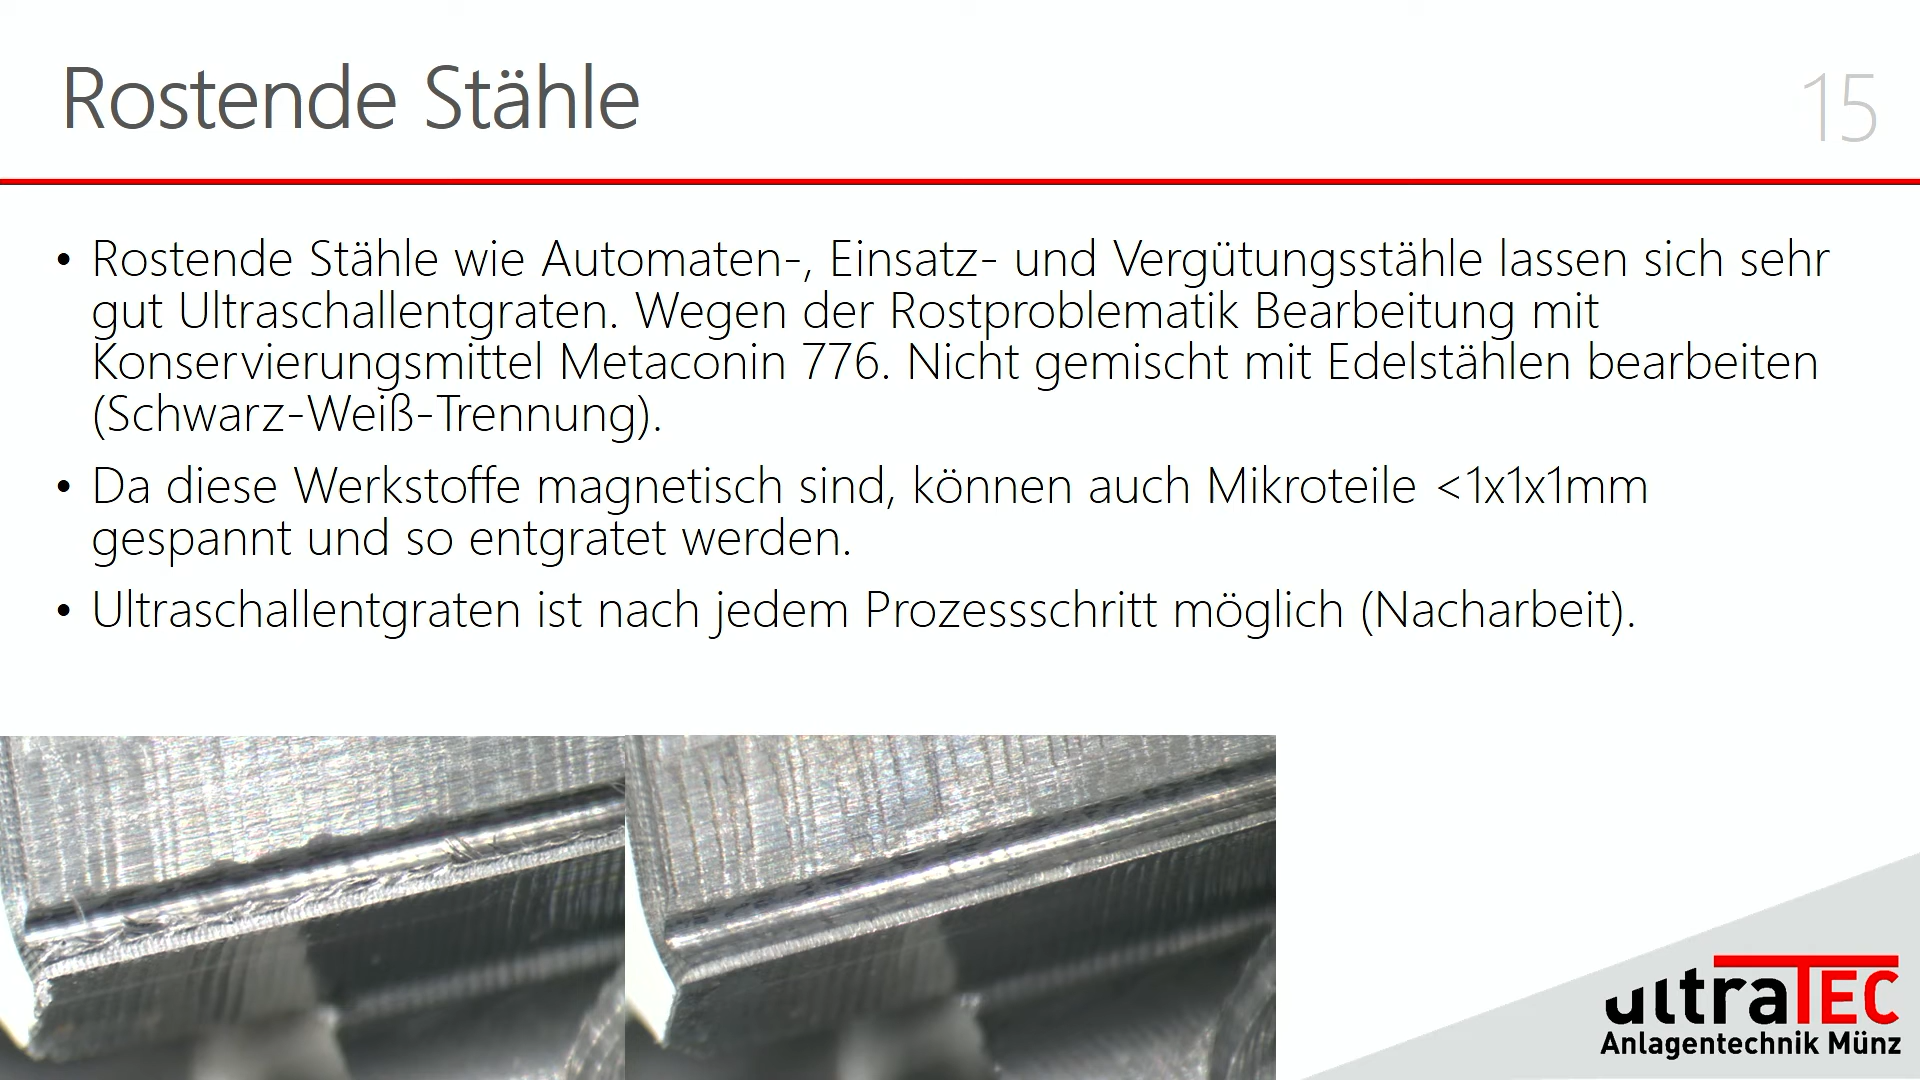 Rostende Stähle
15
• Rostende Stähle wie Automaten-, Einsatz- und Vergütungsstähle lassen sich sehr
gut Ultraschallentgraten. Wegen der Rostproblematik Bearbeitung mit
Konservierungsmittel Metaconin 776. Nicht gemischt mit Edelstählen bearbeiten
(Schwarz-Weiß-Trennung).
• Da diese Werkstoffe magnetisch sind, können auch Mikroteile <1x1x1mm
gespannt und so entgratet werden.
• Ultraschallentgraten ist nach jedem Prozessschritt möglich (Nacharbeit).
ultraTEC
Anlagentechnik Münz